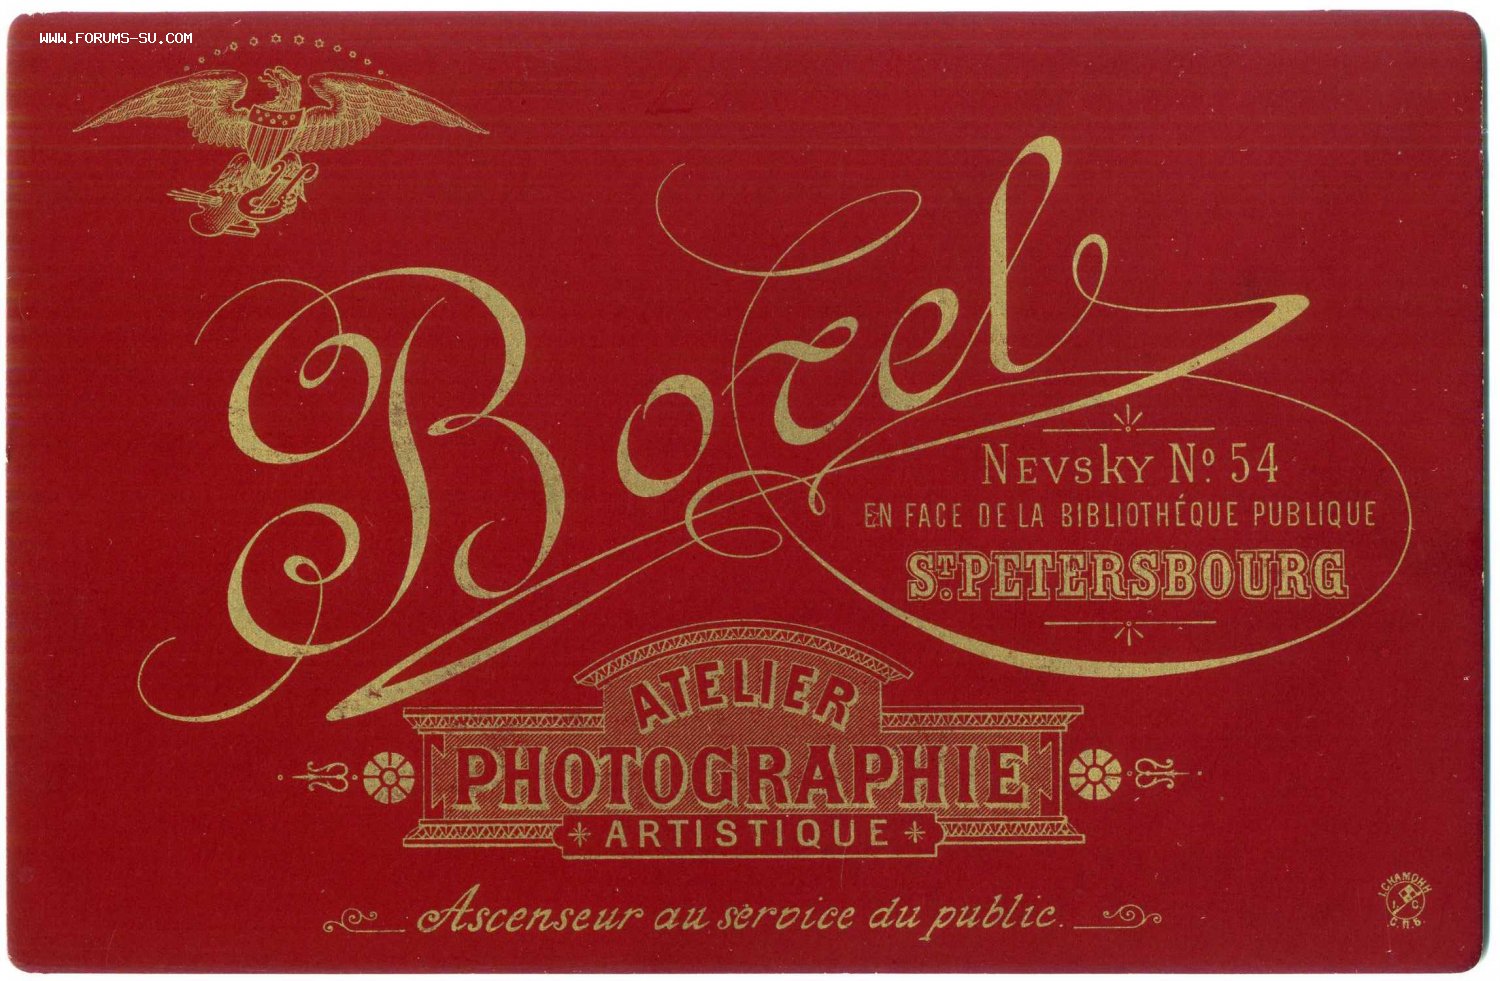 WWW.FORUMS-SU.COM
Borel
NEVSKY No. 54
EN FACE DE LA BIBLIOTHÉQUE PUBLIQUE
ST. PETERSBOURG
ATELIER
PHOTOGRAPHIE
ARTISTIQUE
Ascenseur au service du public.
С.П.Б.